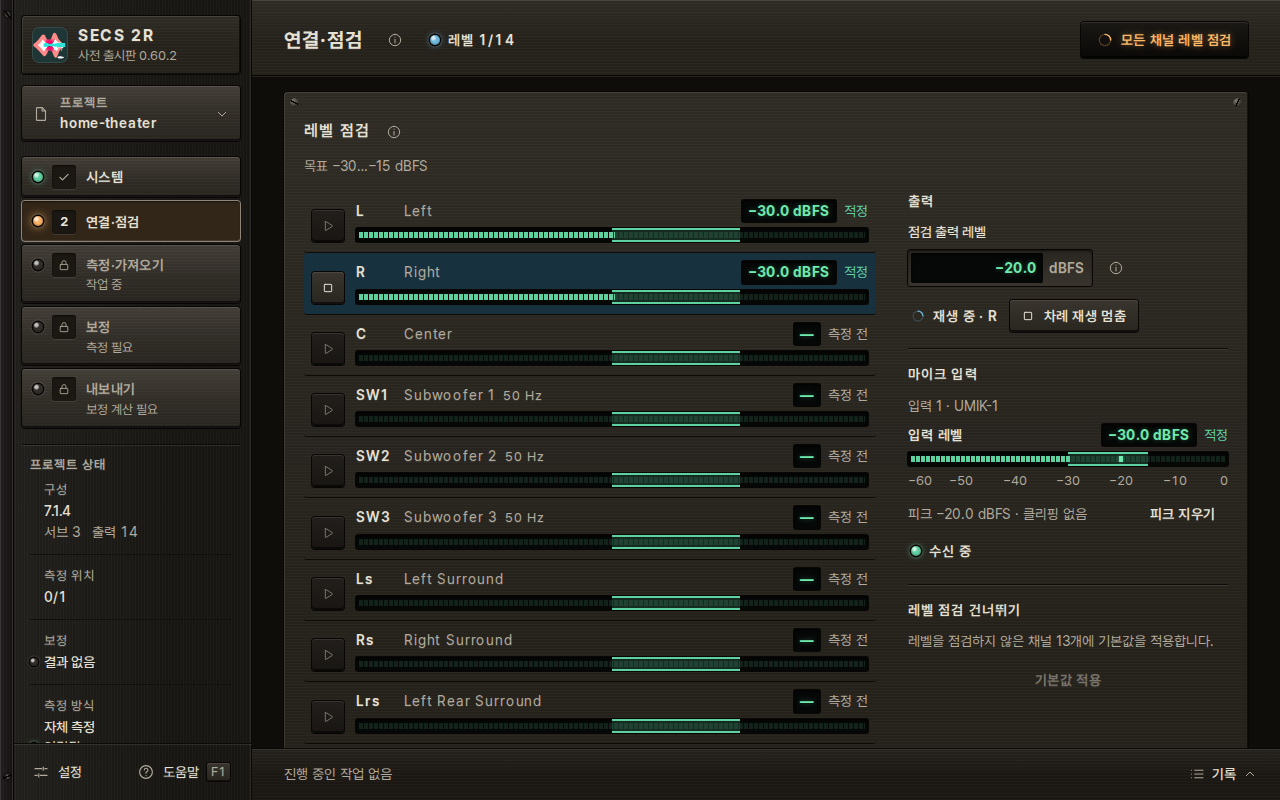 SECS 2R
사전 출시판 0.60.2
프로젝트
home-theater
시스템
2 연결·점검
측정·가져오기
작업 중
보정
측정 필요
내보내기
보정 계산 필요
프로젝트 상태
구성
7.1.4
서브 3 출력 14
측정 위치
0/1
보정
결과 없음
측정 방식
자체 측정
설정 도움말 F1
연결·점검 레벨 1/14 모든 채널 레벨 점검
레벨 점검
목표 −30…−15 dBFS
L Left −30.0 dBFS 적정
R Right −30.0 dBFS 적정
C Center — 측정 전
SW1 Subwoofer 1 50 Hz — 측정 전
SW2 Subwoofer 2 50 Hz — 측정 전
SW3 Subwoofer 3 50 Hz — 측정 전
Ls Left Surround — 측정 전
Rs Right Surround — 측정 전
Lrs Left Rear Surround — 측정 전
출력
점검 출력 레벨
−20.0 dBFS
재생 중 · R 차례 재생 멈춤
마이크 입력
입력 1 · UMIK-1
입력 레벨 −30.0 dBFS 적정
−60 −50 −40 −30 −20 −10 0
피크 −20.0 dBFS · 클리핑 없음 피크 지우기
수신 중
레벨 점검 건너뛰기
레벨을 점검하지 않은 채널 13개에 기본값을 적용합니다.
기본값 적용
진행 중인 작업 없음 기록